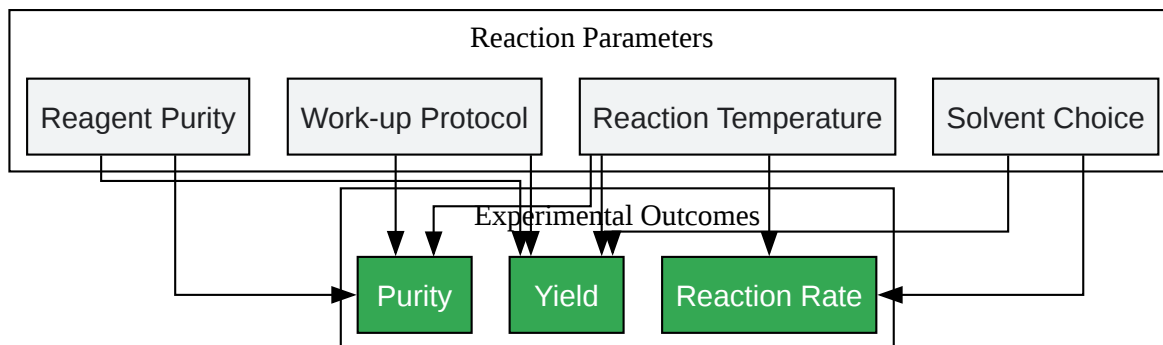 Reaction Parameters
Reagent Purity
Work-up Protocol
Reaction Temperature
Solvent Choice
Experimental Outcomes
Purity
Yield
Reaction Rate